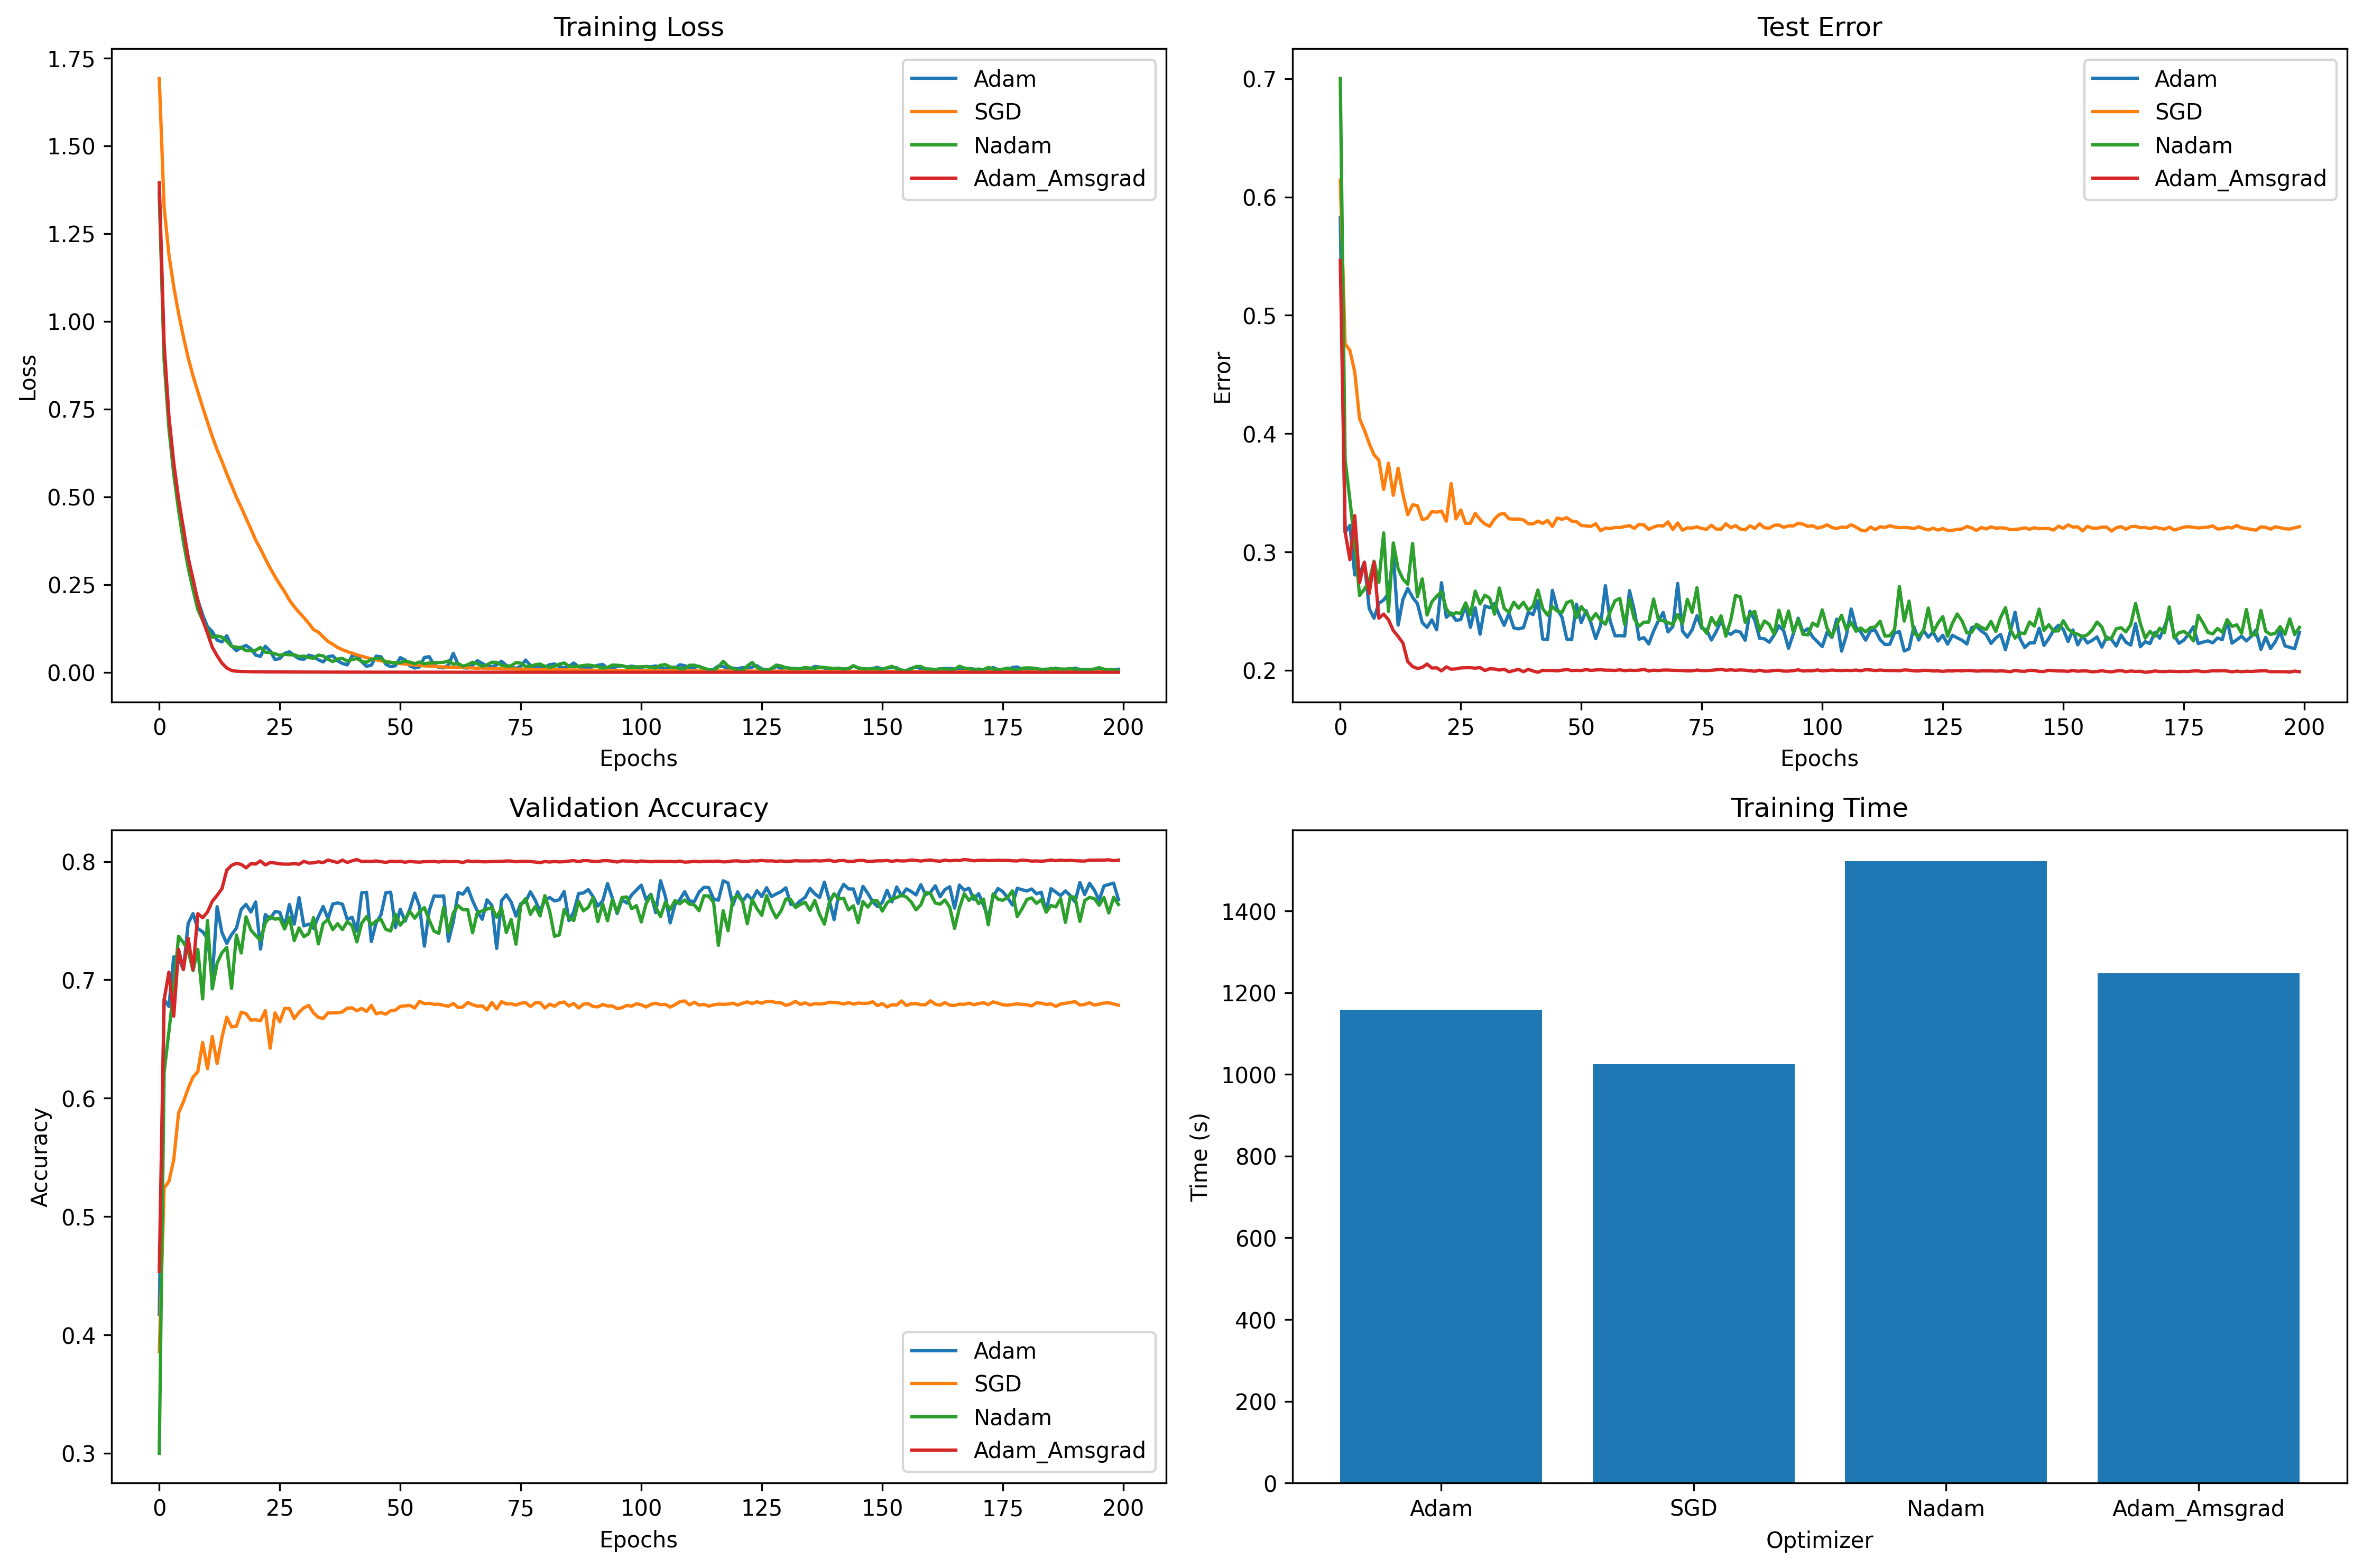 Training Loss
1.75
1.50
1.25
1.00
0.75
0.50
0.25
0.00
Loss
0 25 50 75 100 125 150 175 200
Epochs
Adam
SGD
Nadam
Adam_Amsgrad
Test Error
0.7
0.6
0.5
0.4
0.3
0.2
Error
0 25 50 75 100 125 150 175 200
Epochs
Adam
SGD
Nadam
Adam_Amsgrad
Validation Accuracy
0.8
0.7
0.6
0.5
0.4
0.3
Accuracy
0 25 50 75 100 125 150 175 200
Epochs
Adam
SGD
Nadam
Adam_Amsgrad
Training Time
1400
1200
1000
800
600
400
200
0
Time (s)
Adam SGD Nadam Adam_Amsgrad
Optimizer